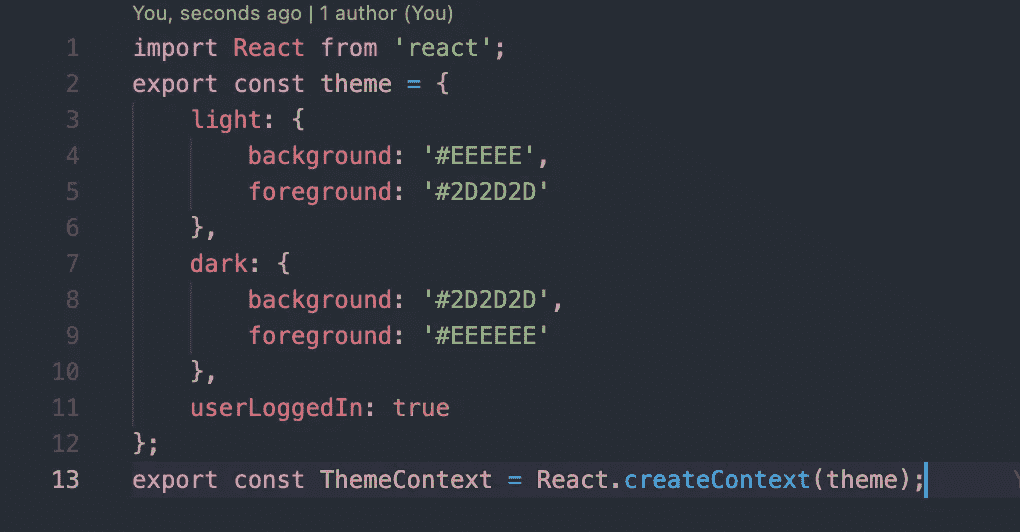 You, seconds ago | 1 author (You)
1 import React from 'react';
2 export const theme = {
3 light: {
4 background: '#EEEEE',
5 foreground: '#2D2D2D'
6 },
7 dark: {
8 background: '#2D2D2D',
9 foreground: '#EEEEEE'
10 },
11 userLoggedIn: true
12 };
13 export const ThemeContext = React.createContext(theme);